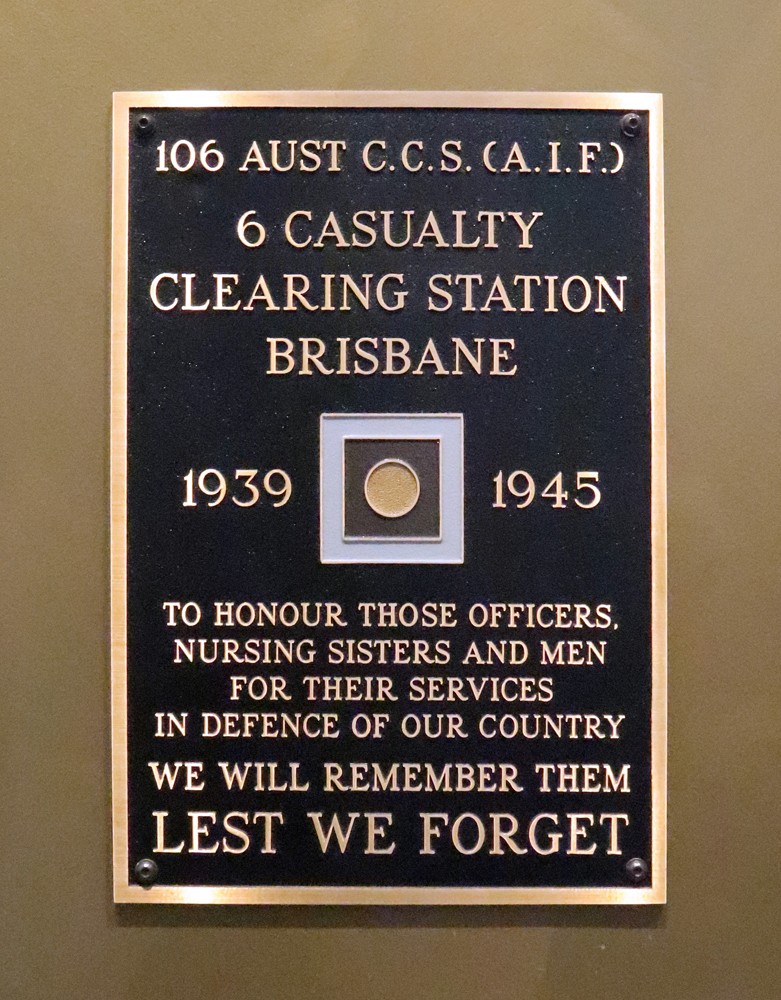 106 AUST C.C.S. (A.I.F.)
6 CASUALTY
CLEARING STATION
BRISBANE
1939 1945
TO HONOUR THOSE OFFICERS,
NURSING SISTERS AND MEN
FOR THEIR SERVICES
IN DEFENCE OF OUR COUNTRY
WE WILL REMEMBER THEM
LEST WE FORGET